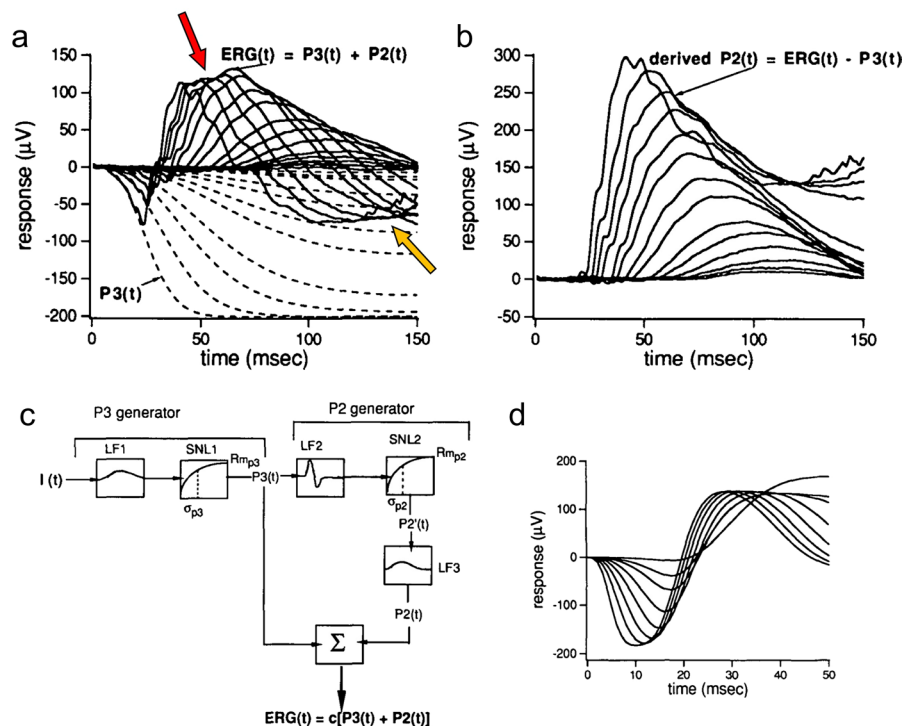 a
ERG(t) = P3(t) + P2(t)
150
100
50
0
-50
-100
-150
-200
response (µV)
P3(t)
0
50
100
150
time (msec)
b
derived P2(t) = ERG(t) - P3(t)
300
250
200
150
100
50
0
-50
response (µV)
0
50
100
150
time (msec)
c
P3 generator
P2 generator
LF1
SNL1
Rmp3
I (t)
σp3
P3(t)
LF2
SNL2
Rmp2
σp2
P2'(t)
LF3
P2(t)
Σ
ERG(t) = c[P3(t) + P2(t)]
d
200
100
0
-100
-200
response (µV)
0
10
20
30
40
50
time (msec)